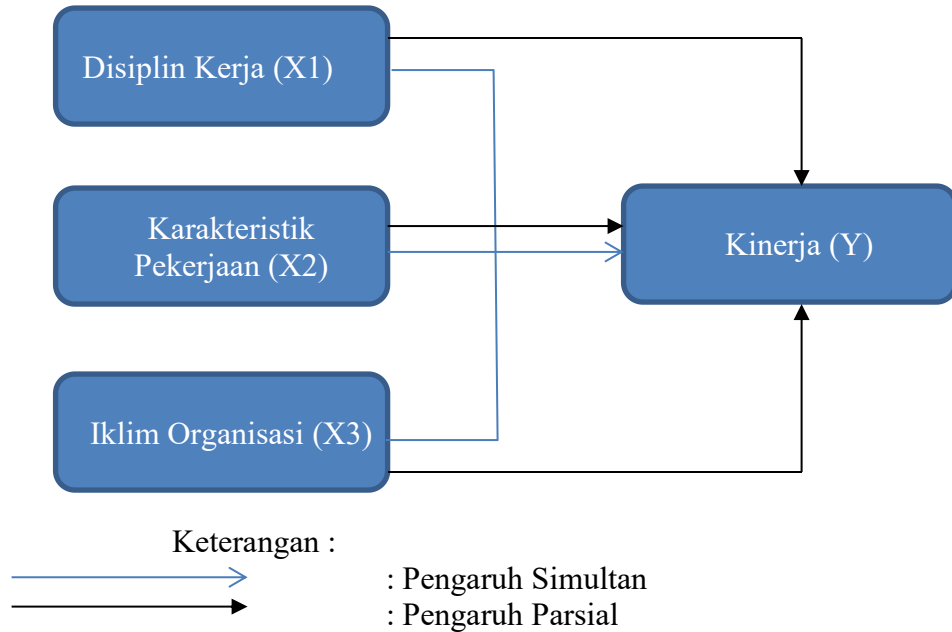 Disiplin Kerja (X1)
Karakteristik
Pekerjaan (X2)
Kinerja (Y)
Iklim Organisasi (X3)
Keterangan :
: Pengaruh Simultan
: Pengaruh Parsial